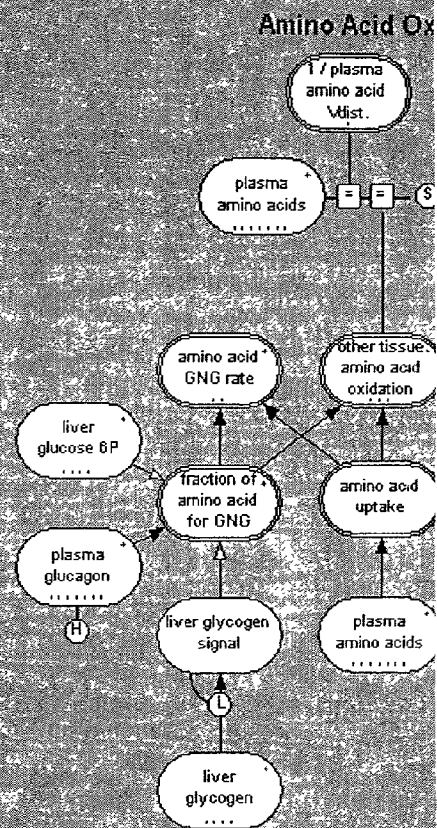 Amino Acid Ox
1 / plasma
amino acid
Vdist.
plasma
amino acids
= =
S
amino acid
GNG rate
other tissue
amino acid
oxidation
liver
glucose 6P
fraction of
amino acid
for GNG
amino acid
uptake
plasma
glucagon
H
liver glycogen
signal
plasma
amino acids
L
liver
glycogen